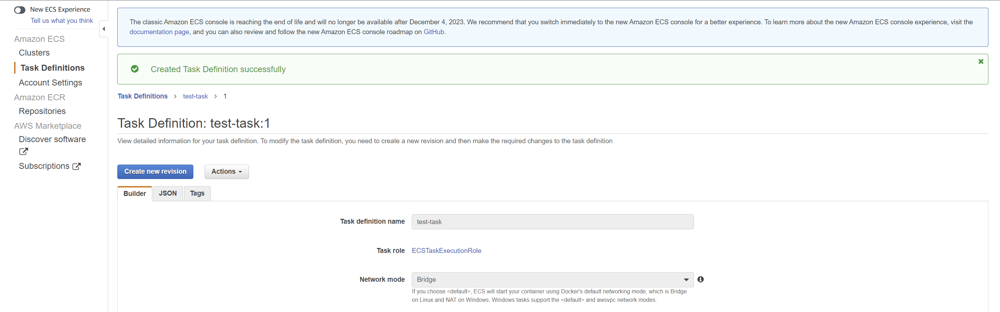 New ECS Experience
Tell us what you think
Amazon ECS
Clusters
Task Definitions
Account Settings
Amazon ECR
Repositories
AWS Marketplace
Discover software
Subscriptions
The classic Amazon ECS console is reaching the end of life and will no longer be available after December 4, 2023. We recommend that you switch immediately to the new Amazon ECS console for a better experience. To learn more about the new Amazon ECS console experience, visit the
documentation page, and you can also review and follow the new Amazon ECS console roadmap on GitHub.
Created Task Definition successfully
Task Definitions > test-task > 1
Task Definition: test-task:1
View detailed information for your task definition. To modify the task definition, you need to create a new revision and then make the required changes to the task definition
Create new revision Actions
Builder JSON Tags
Task definition name test-task
Task role ECSTaskExecutionRole
Network mode Bridge
If you choose <default>, ECS will start your container using Docker's default networking mode, which is Bridge
on Linux and NAT on Windows. Windows tasks support the <default> and awsvpc network modes.